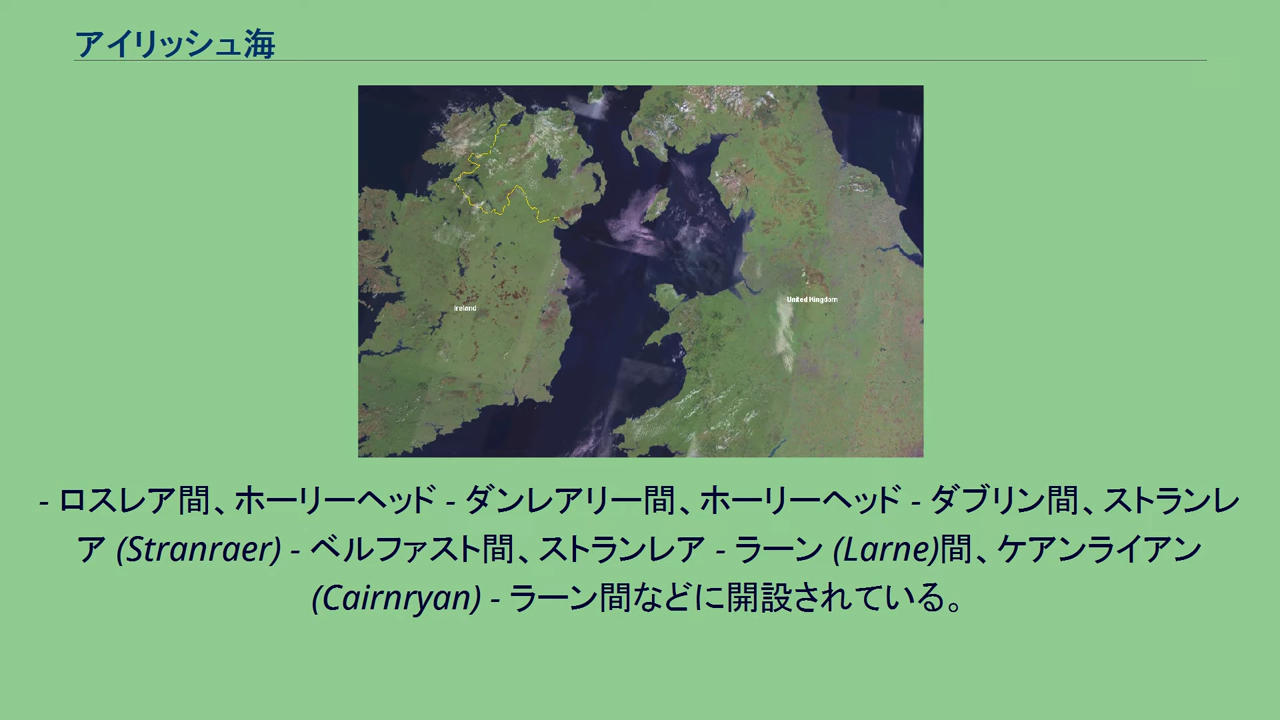 アイリッシュ海
Ireland
United Kingdom
- ロスレア間、ホーリーヘッド - ダンレアリー間、ホーリーヘッド - ダブリン間、ストランレ
ア (Stranraer) - ベルファスト間、ストランレア - ラーン (Larne)間、ケアンライアン
(Cairnryan) - ラーン間などに開設されている。